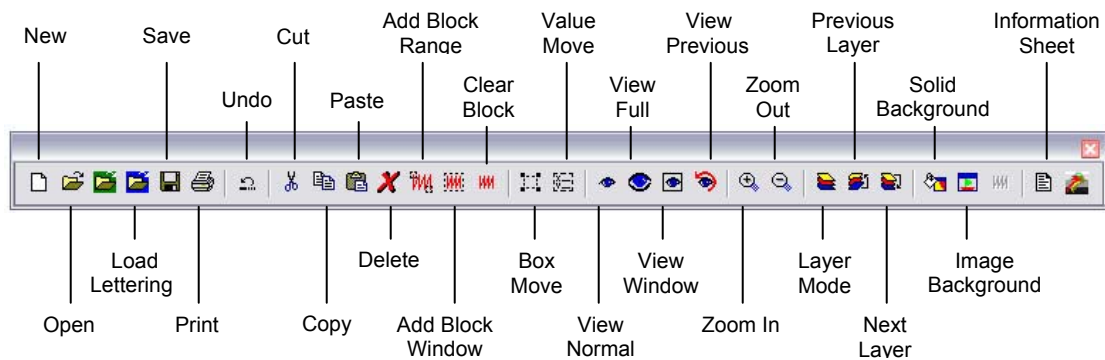 New
Save
Cut
Add Block
Range
Value
Move
View
Previous
Previous
Layer
Information
Sheet
Undo
Paste
Clear
Block
View
Full
Zoom
Out
Solid
Background
Load
Lettering
Delete
Box
Move
View
Window
Layer
Mode
Image
Background
Open
Print
Copy
Add Block
Window
View
Normal
Zoom In
Next
Layer